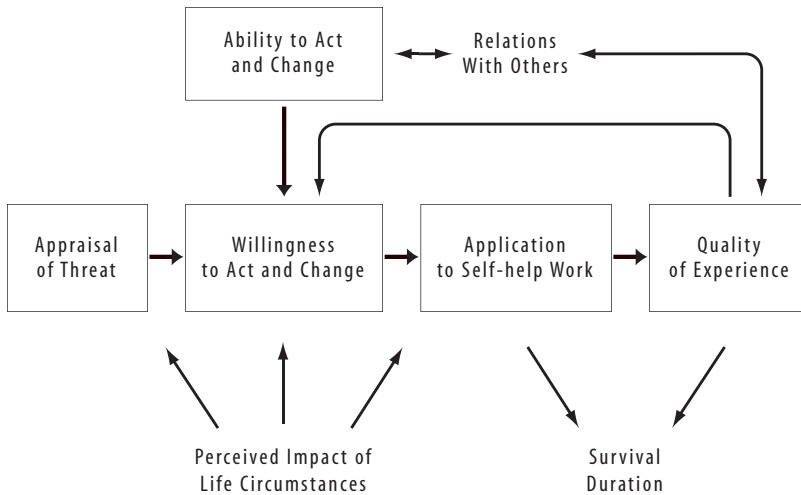 Ability to Act
and Change
Relations
With Others
Appraisal
of Threat
Willingness
to Act and Change
Application
to Self-help Work
Quality
of Experience
Perceived Impact of
Life Circumstances
Survival
Duration